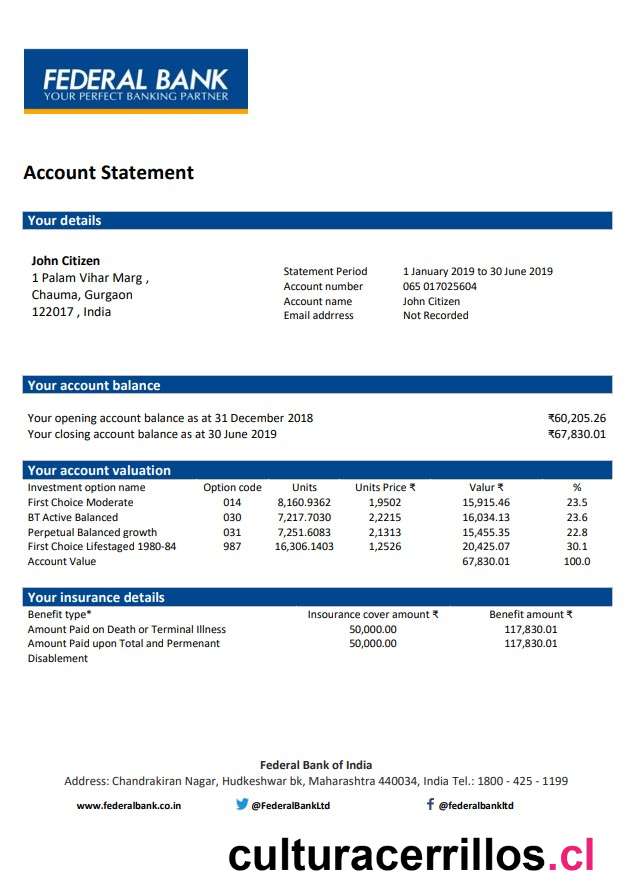 FEDERAL BANK
YOUR PERFECT BANKING PARTNER
Account Statement
Your details
John Citizen
1 Palam Vihar Marg ,
Chauma, Gurgaon
122017 , India
Statement Period 1 January 2019 to 30 June 2019
Account number 065 017025604
Account name John Citizen
Email addrress Not Recorded
Your account balance
Your opening account balance as at 31 December 2018 ₹60,205.26
Your closing account balance as at 30 June 2019 ₹67,830.01
Your account valuation
Investment option name Option code Units Units Price ₹ Valur ₹ %
First Choice Moderate 014 8,160.9362 1,9502 15,915.46 23.5
BT Active Balanced 030 7,217.7030 2,2215 16,034.13 23.6
Perpetual Balanced growth 031 7,251.6083 2,1313 15,455.35 22.8
First Choice Lifestaged 1980-84 987 16,306.1403 1,2526 20,425.07 30.1
Account Value 67,830.01 100.0
Your insurance details
Benefit type* Insourance cover amount ₹ Benefit amount ₹
Amount Paid on Death or Terminal Illness 50,000.00 117,830.01
Amount Paid upon Total and Permenant 50,000.00 117,830.01
Disablement
Federal Bank of India
Address: Chandrakiran Nagar, Hudkeshwar bk, Maharashtra 440034, India Tel.: 1800 - 425 - 1199
www.federalbank.co.in @FederalBankLtd @federalbankltd
culturacerrillos.cl